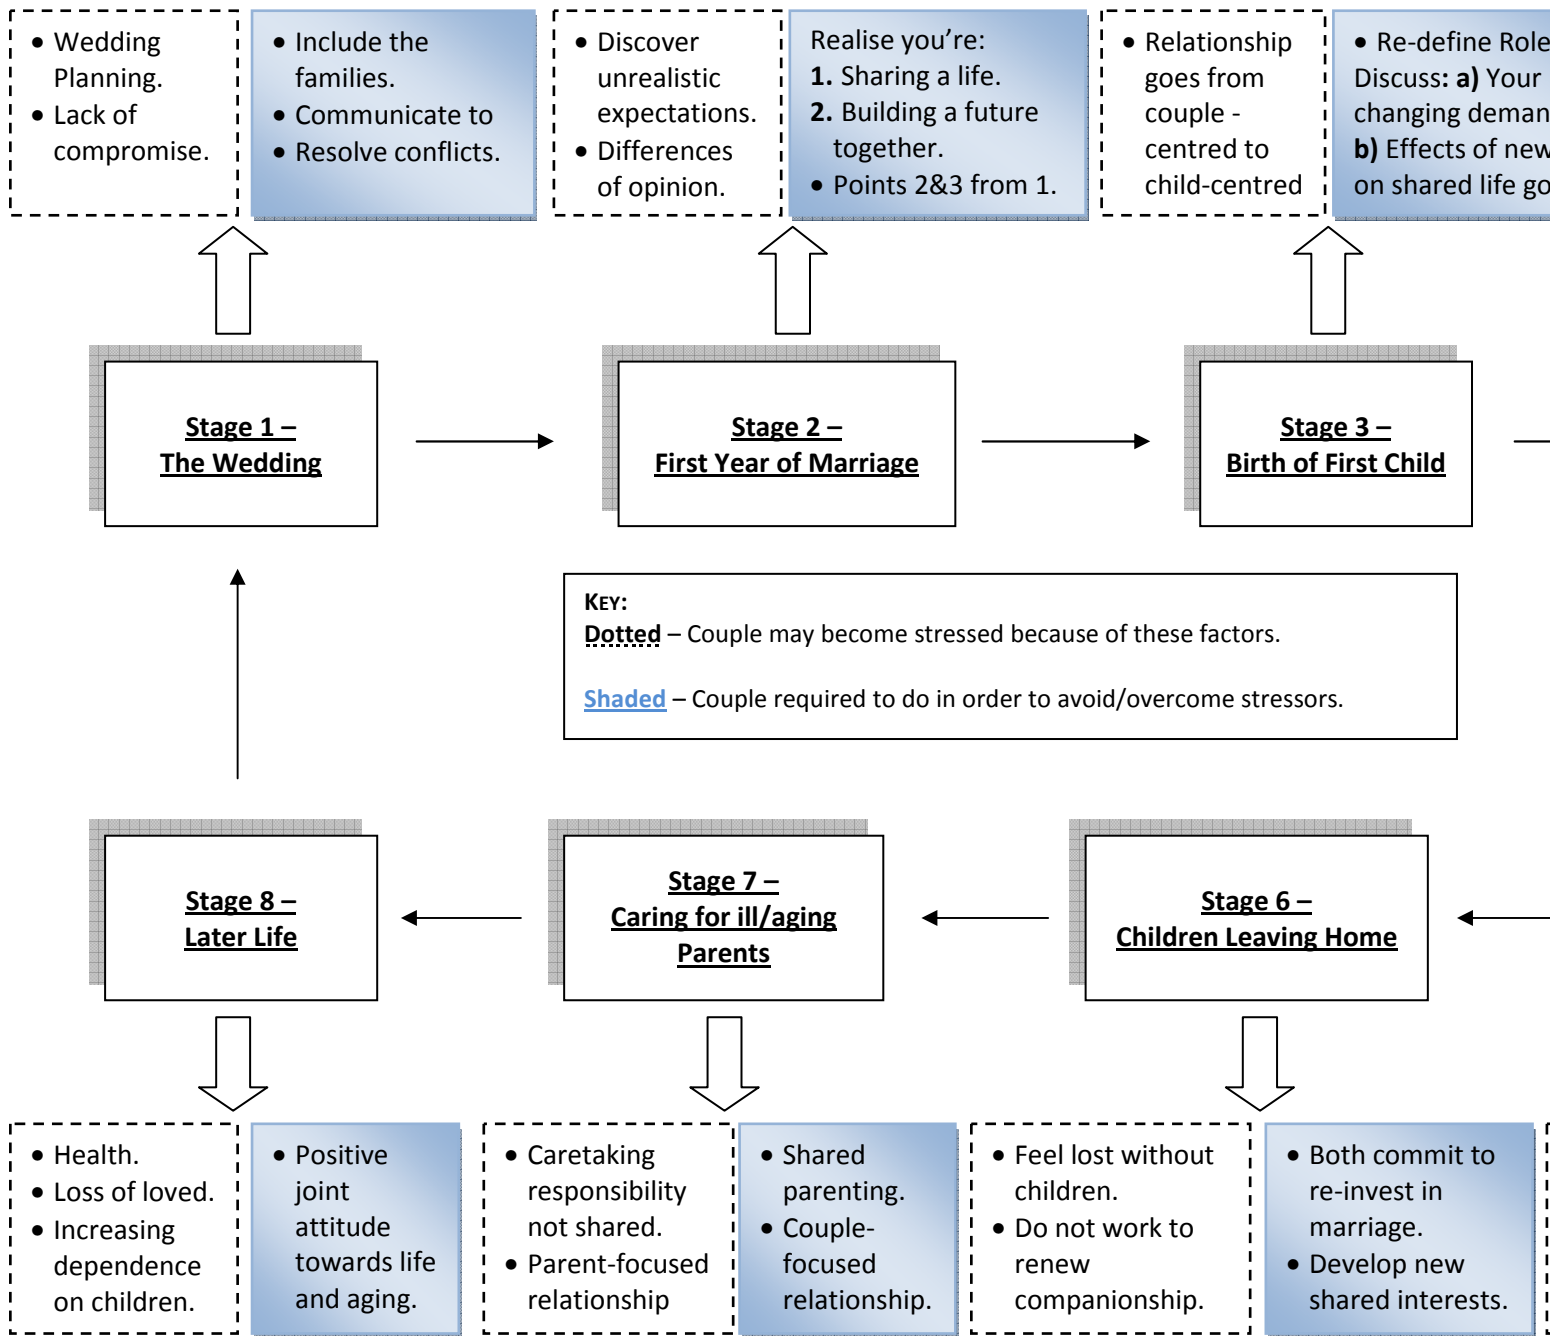 • Wedding
Planning.
• Lack of
compromise.
• Include the
families.
• Communicate to
• Resolve conflicts.
• Discover
unrealistic
expectations.
• Differences
of opinion.
Realise you're:
1. Sharing a life.
2. Building a future
together.
• Points 2&3 from 1.
• Relationship
goes from
couple -
centred to
child-centred
• Re-define Role
Discuss: a) Your
changing deman
b) Effects of new
on shared life go
Stage 1 –
The Wedding
Stage 2 –
First Year of Marriage
Stage 3 –
Birth of First Child
KEY:
Dotted – Couple may become stressed because of these factors.
Shaded – Couple required to do in order to avoid/overcome stressors.
Stage 8 –
Later Life
Stage 7 –
Caring for ill/aging
Parents
Stage 6 –
Children Leaving Home
• Health.
• Loss of loved.
• Increasing
dependence
on children.
• Positive
joint
attitude
towards life
and aging.
• Caretaking
responsibility
not shared.
• Parent-focused
relationship
• Shared
parenting.
• Couple-
focused
relationship.
• Feel lost without
children.
• Do not work to
renew
companionship.
• Both commit to
re-invest in
marriage.
• Develop new
shared interests.